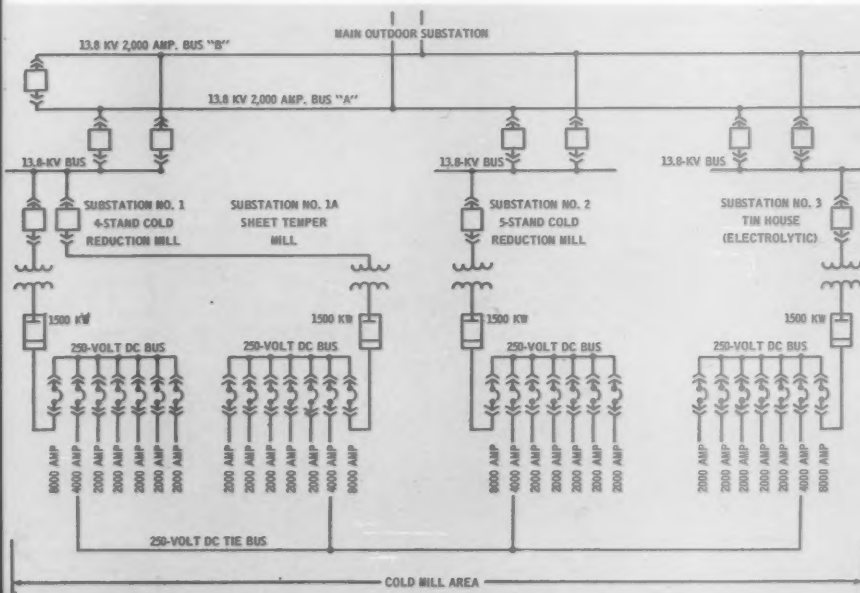 MAIN OUTDOOR SUBSTATION
13.8 KV 2,000 AMP. BUS "B"
13.8 KV 2,000 AMP. BUS "A"
13.8-KV BUS
13.8-KV BUS
13.8-KV BUS
SUBSTATION NO. 1
4-STAND COLD
REDUCTION MILL
SUBSTATION NO. 1A
SHEET TEMPER
MILL
SUBSTATION NO. 2
5-STAND COLD
REDUCTION MILL
SUBSTATION NO. 3
TIN HOUSE
(ELECTROLYTIC)
1500 KW
1500 KW
1500 KW
1500 KW
250-VOLT DC BUS
250-VOLT DC BUS
250-VOLT DC BUS
250-VOLT DC BUS
8000 AMP
4000 AMP
2000 AMP
2000 AMP
2000 AMP
2000 AMP
2000 AMP
2000 AMP
2000 AMP
2000 AMP
2000 AMP
2000 AMP
4000 AMP
8000 AMP
8000 AMP
4000 AMP
2000 AMP
2000 AMP
2000 AMP
2000 AMP
2000 AMP
2000 AMP
2000 AMP
2000 AMP
2000 AMP
2000 AMP
4000 AMP
8000 AMP
250-VOLT DC TIE BUS
COLD MILL AREA